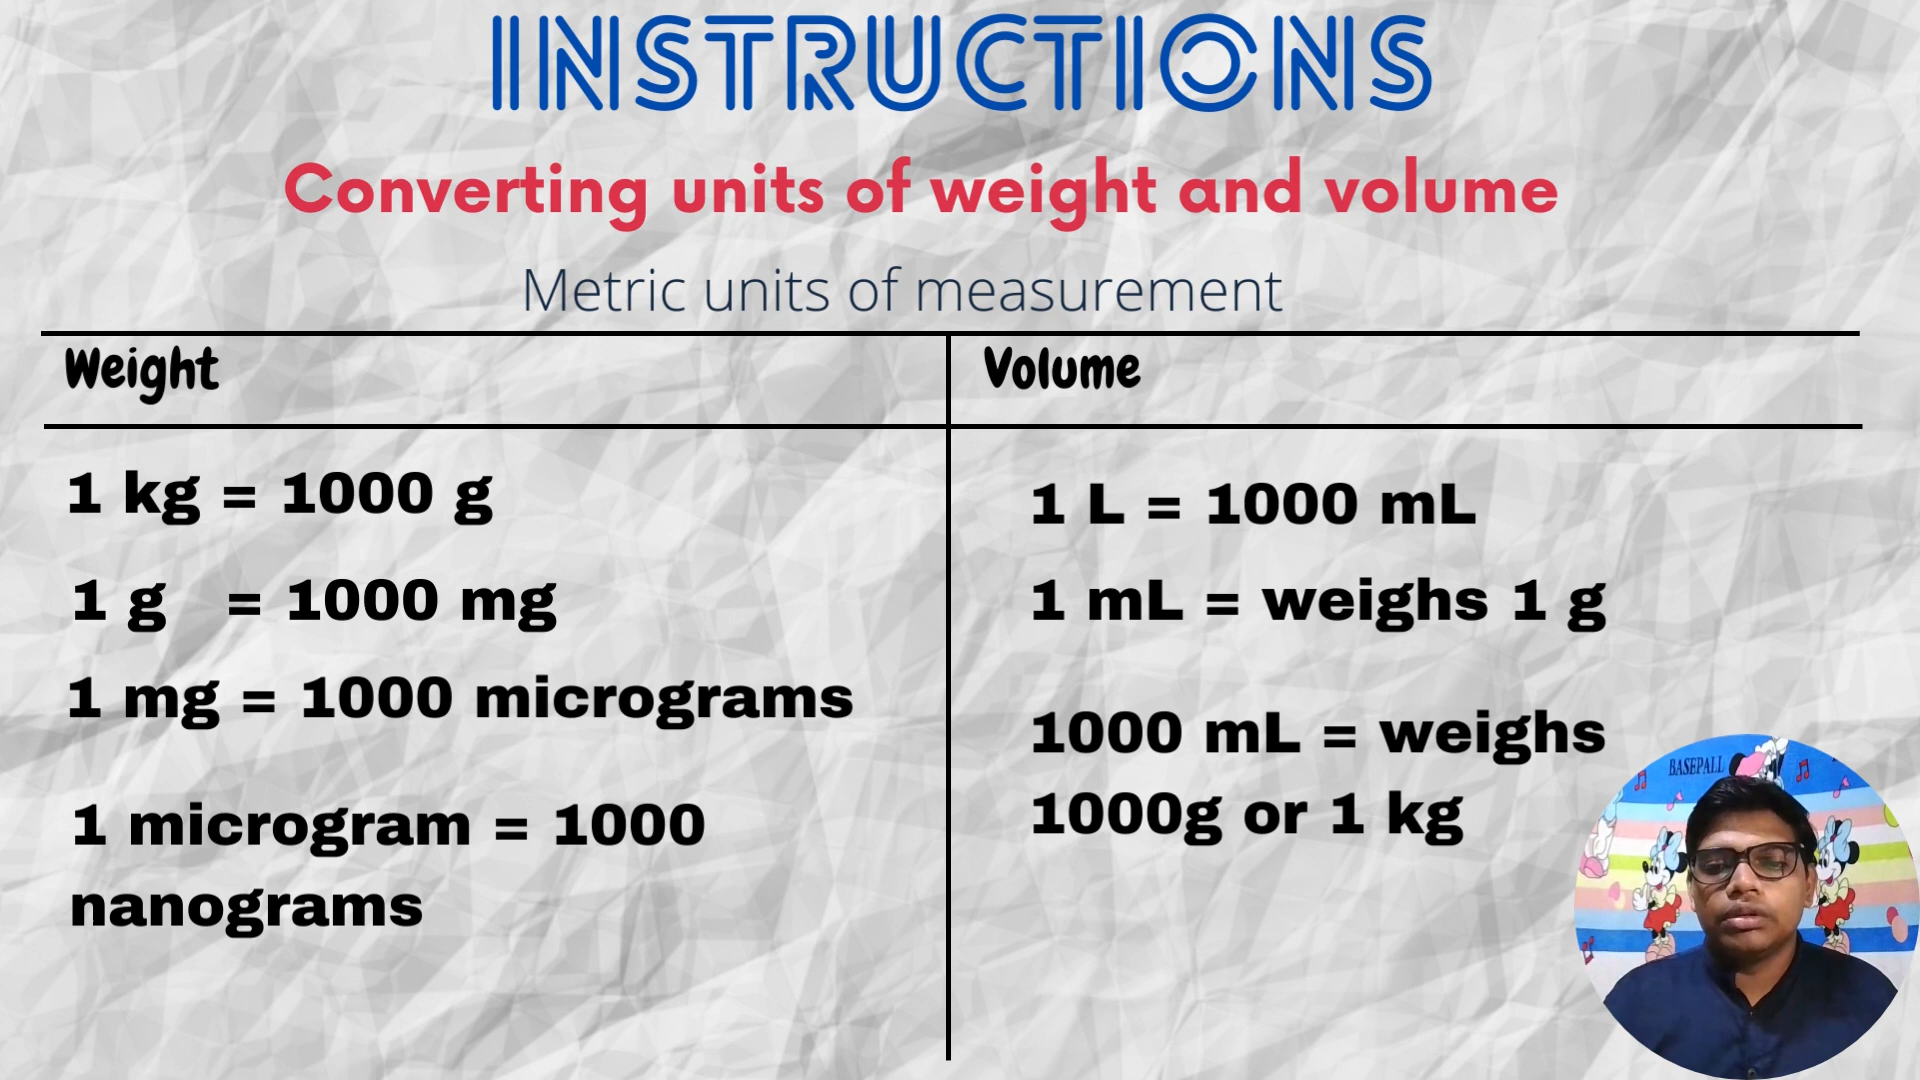 INSTRUCTIONS
Converting units of weight and volume
Metric units of measurement
Weight
1 kg = 1000 g
1 g = 1000 mg
1 mg = 1000 micrograms
1 microgram = 1000
nanograms
Volume
1 L = 1000 mL
1 mL = weighs 1 g
1000 mL = weighs
1000g or 1 kg
BASEPALL